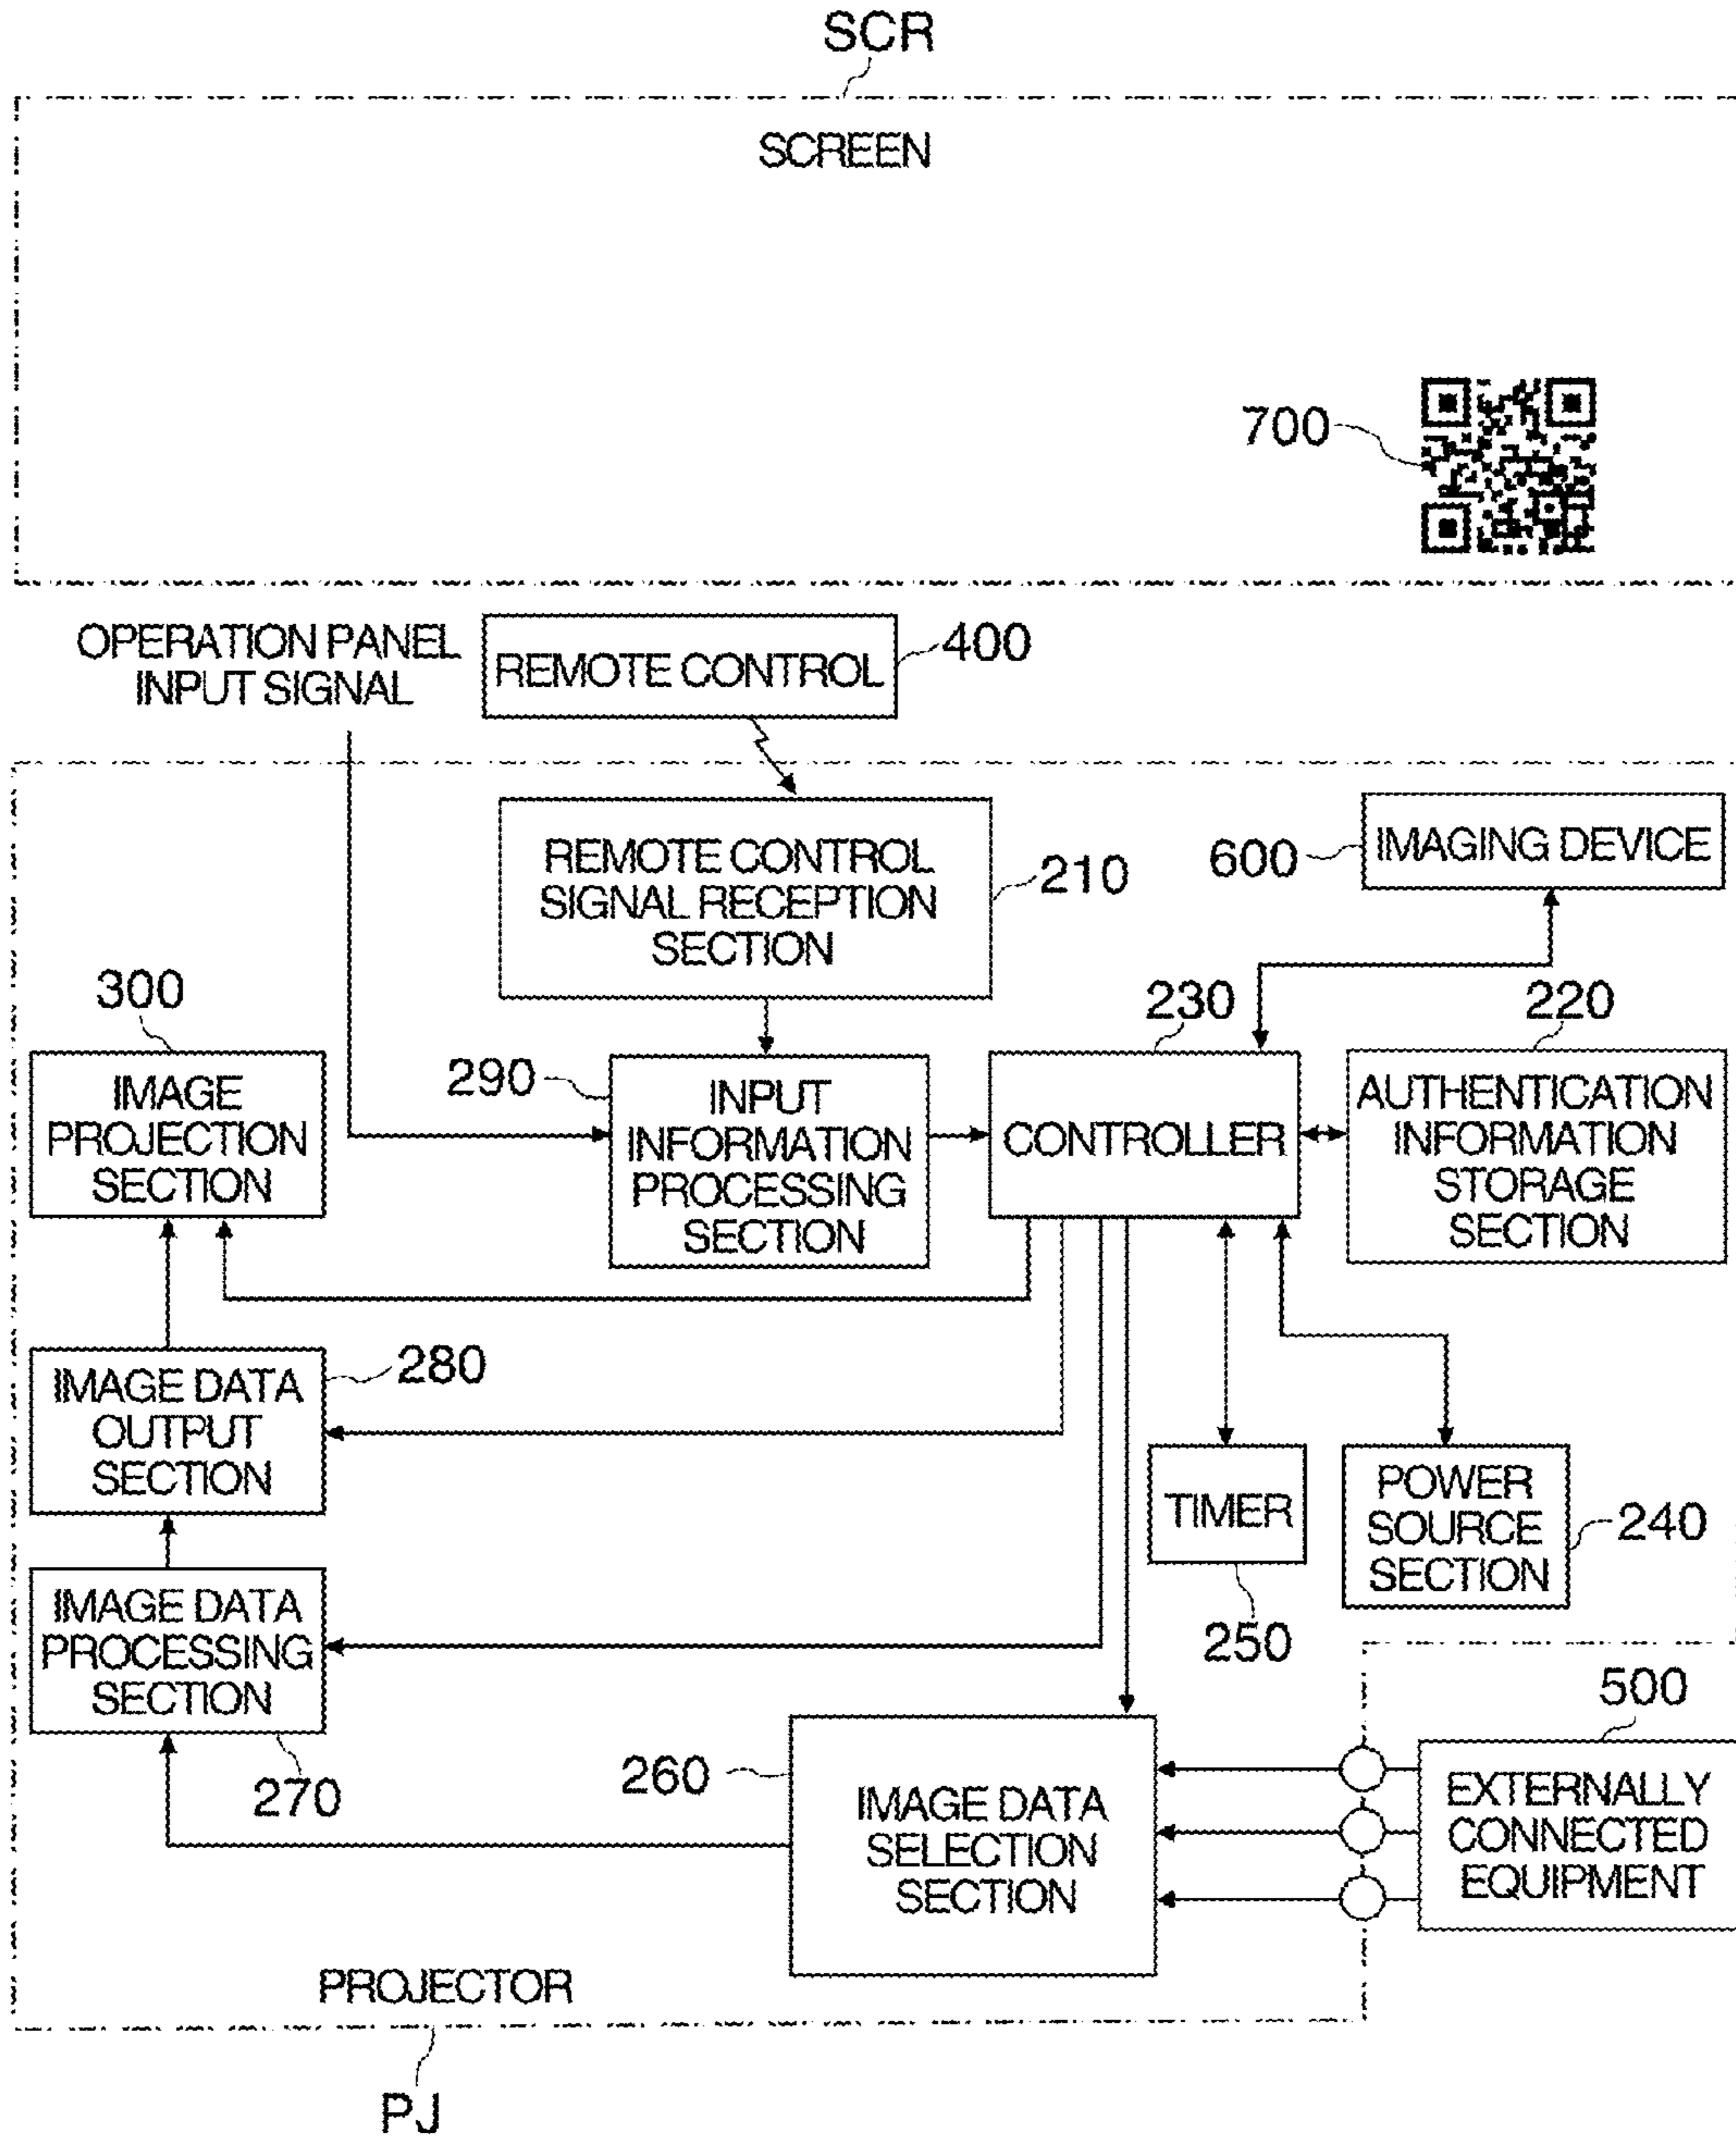 SCR
SCREEN
700
OPERATION PANEL
INPUT SIGNAL
REMOTE CONTROL
400
REMOTE CONTROL
SIGNAL RECEPTION
SECTION
210
600
IMAGING DEVICE
300
IMAGE
PROJECTION
SECTION
290
INPUT
INFORMATION
PROCESSING
SECTION
230
CONTROLLER
220
AUTHENTICATION
INFORMATION
STORAGE
SECTION
IMAGE DATA
OUTPUT
SECTION
280
TIMER
250
POWER
SOURCE
SECTION
240
IMAGE DATA
PROCESSING
SECTION
270
260
IMAGE DATA
SELECTION
SECTION
500
EXTERNALLY
CONNECTED
EQUIPMENT
PROJECTOR
PJ